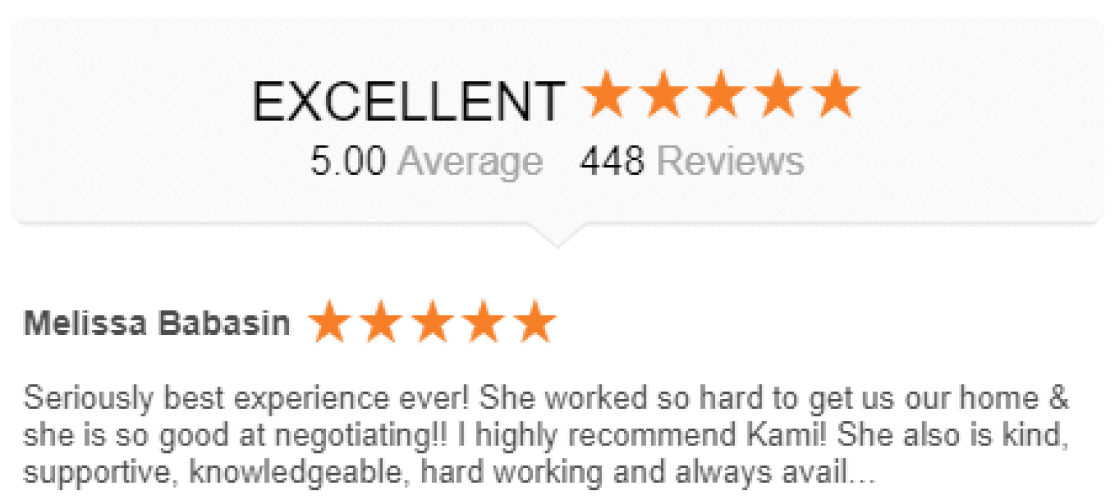 EXCELLENT
5.00 Average 448 Reviews
Melissa Babasin
Seriously best experience ever! She worked so hard to get us our home &
she is so good at negotiating!! I highly recommend Kami! She also is kind,
supportive, knowledgeable, hard working and always avail...